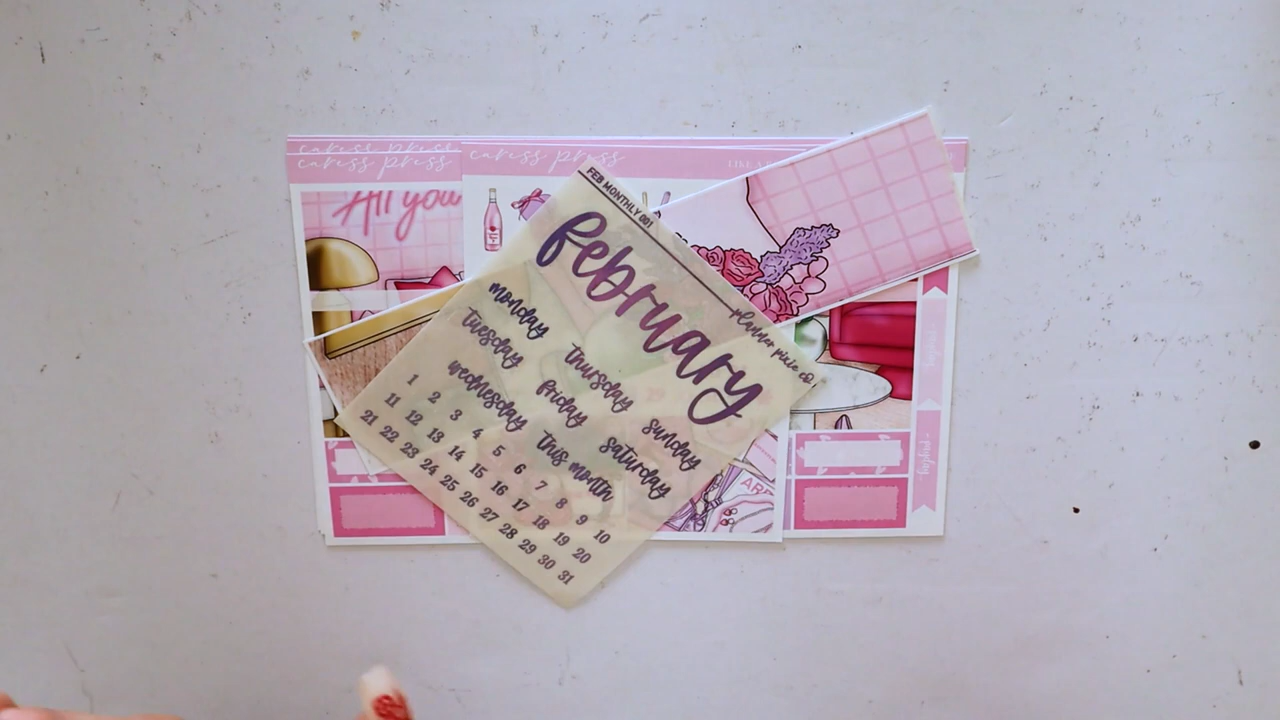 caress press
caress press
caress press
LIKE A
All you
FEB MONTHLY 001
february
planner pixie co.
monday
tuesday
wednesday
thursday
friday
this month
sunday
saturday
1 2 3 4 5 6 7 8 9 10
11 12 13 14 15 16 17 18 19 20
21 22 23 24 25 26 27 28 29 30 31